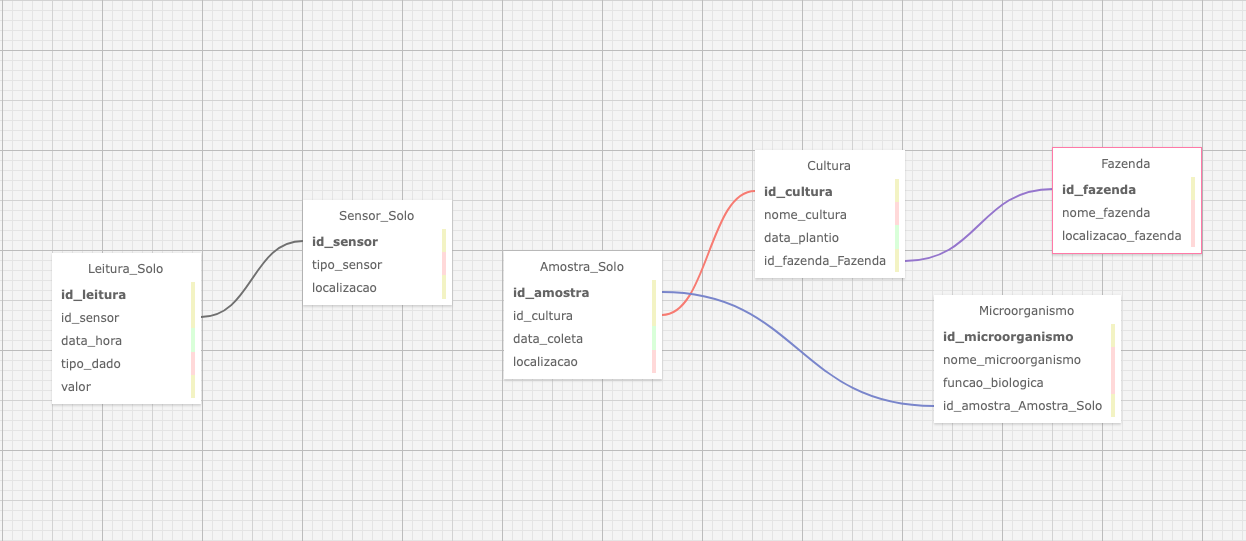 Leitura_Solo
id_leitura
id_sensor
data_hora
tipo_dado
valor
Sensor_Solo
id_sensor
tipo_sensor
localizacao
Amostra_Solo
id_amostra
id_cultura
data_coleta
localizacao
Cultura
id_cultura
nome_cultura
data_plantio
id_fazenda_Fazenda
Fazenda
id_fazenda
nome_fazenda
localizacao_fazenda
Microorganismo
id_microorganismo
nome_microorganismo
funcao_biologica
id_amostra_Amostra_Solo